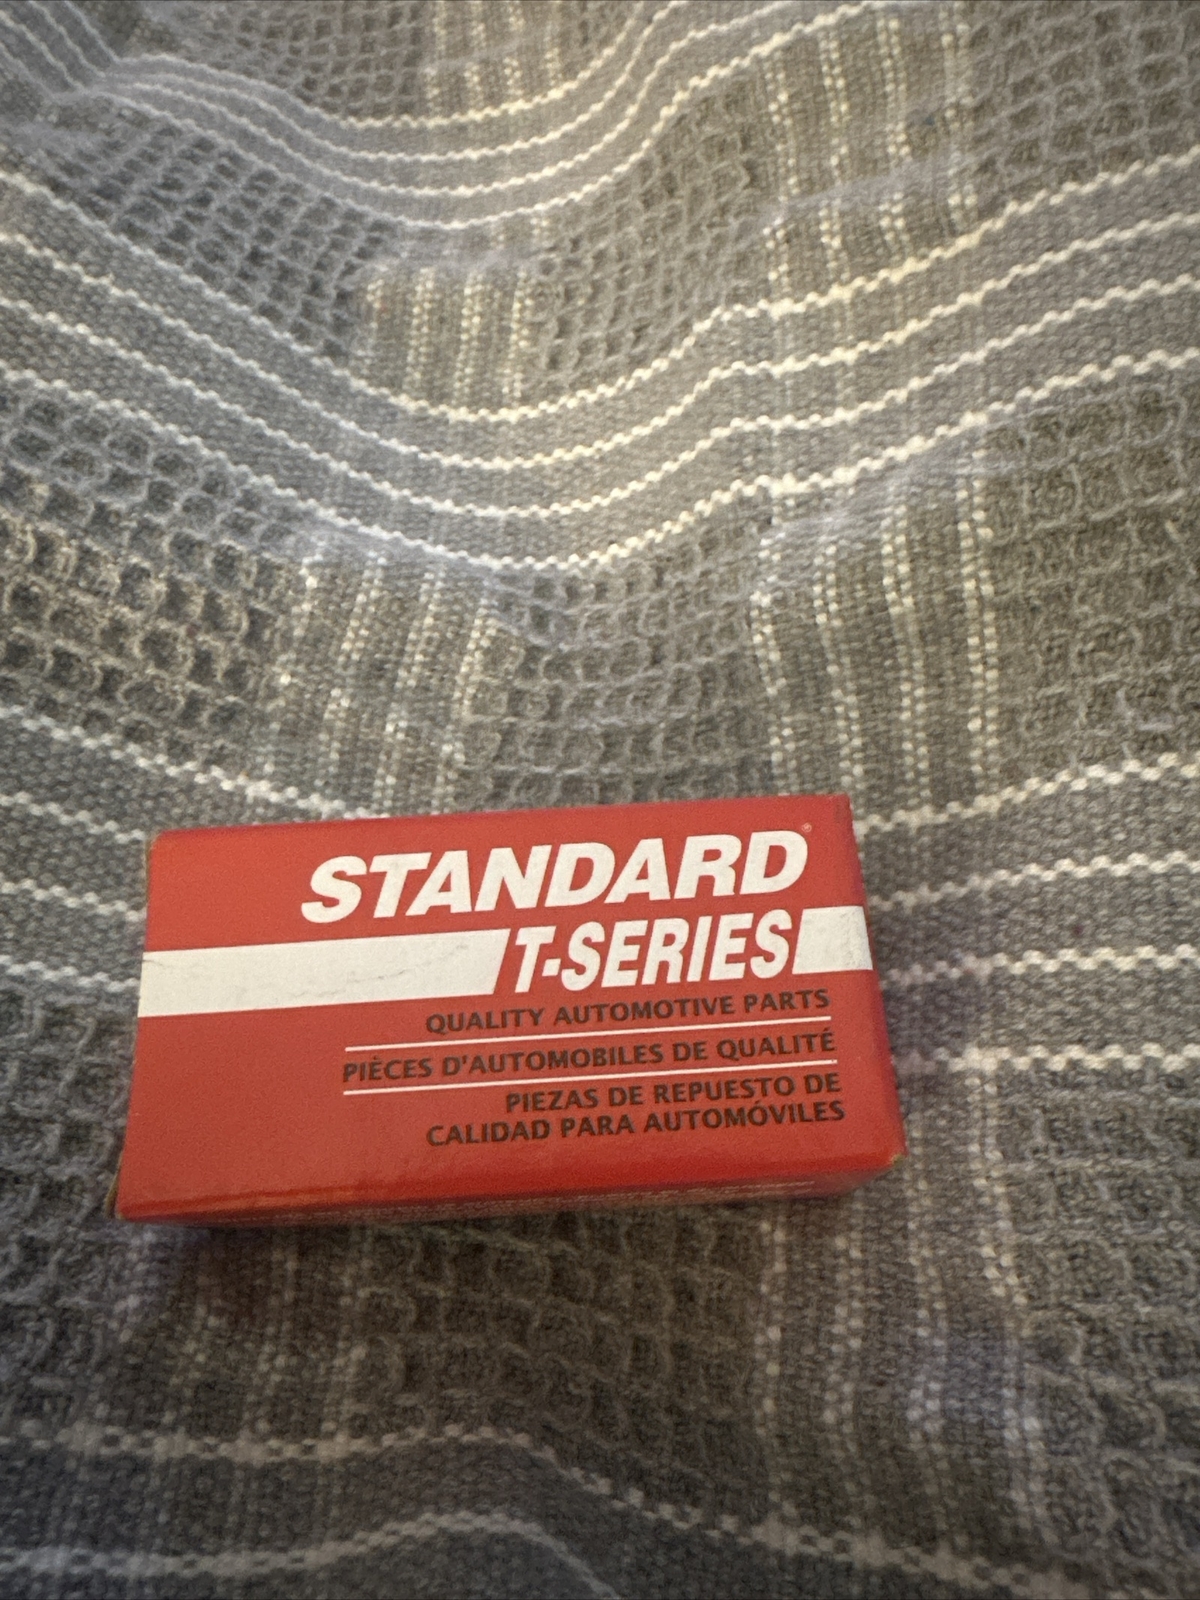 STANDARD®
T-SERIES
QUALITY AUTOMOTIVE PARTS
PIÈCES D'AUTOMOBILES DE QUALITÉ
PIEZAS DE REPUESTO DE
CALIDAD PARA AUTOMÓVILES